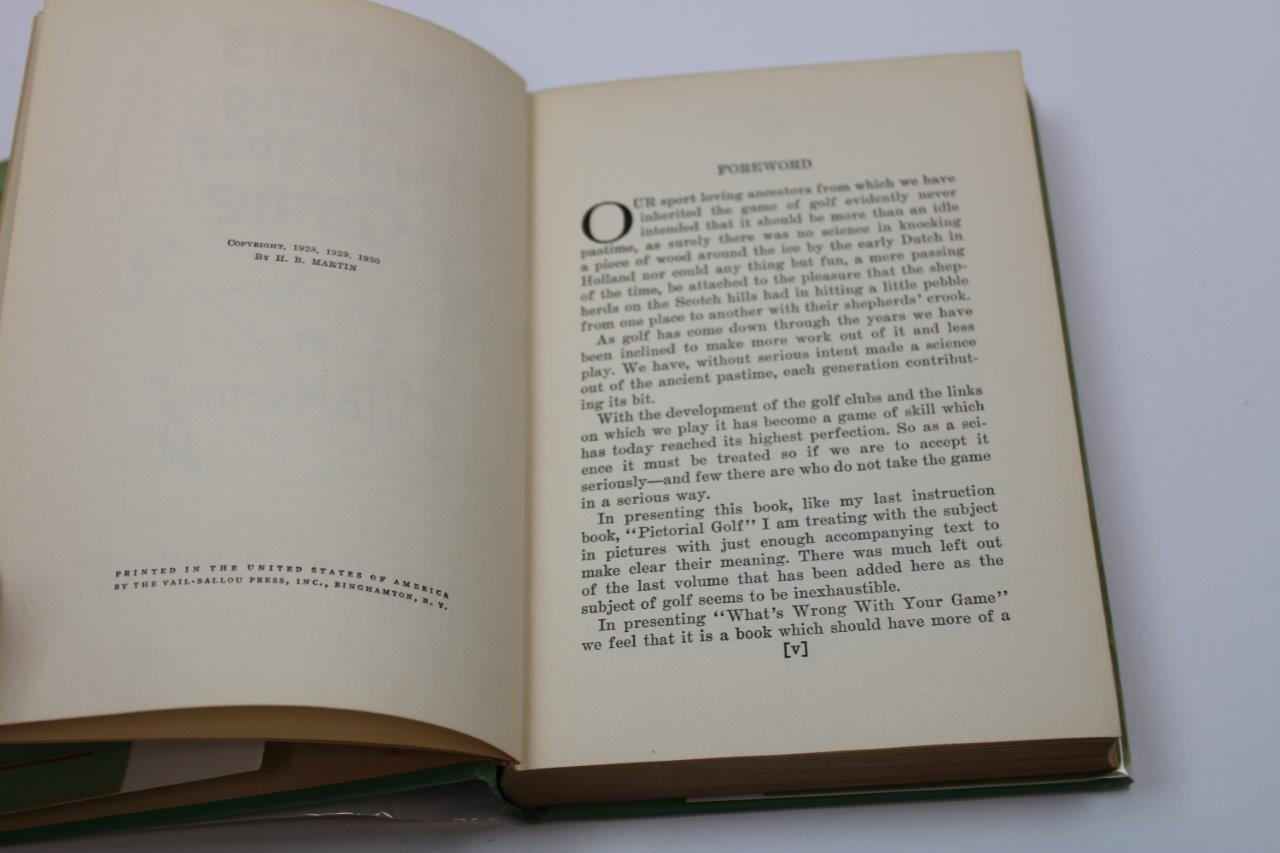 COPYRIGHT, 1928, 1929, 1930
BY H. B. MARTIN
PRINTED IN THE UNITED STATES OF AMERICA
BY THE VAIL-BALLOU PRESS, INC., BINGHAMTON, N. Y.
FOREWORD
OUR sport loving ancestors from which we have
inherited the game of golf evidently never
intended that it should be more than an idle
pastime, as surely there was no science in knocking
a piece of wood around the ice by the early Dutch in
Holland nor could any thing but fun, a mere passing
of the time, be attached to the pleasure that the shep-
herds on the Scotch hills had in hitting a little pebble
from one place to another with their shepherds' crook.
As golf has come down through the years we have
been inclined to make more work out of it and less
play. We have, without serious intent made a science
out of the ancient pastime, each generation contribut-
ing its bit.
With the development of the golf clubs and the links
on which we play it has become a game of skill which
has today reached its highest perfection. So as a sci-
ence it must be treated so if we are to accept it
seriously—and few there are who do not take the game
in a serious way.
In presenting this book, like my last instruction
book, "Pictorial Golf" I am treating with the subject
in pictures with just enough accompanying text to
make clear their meaning. There was much left out
of the last volume that has been added here as the
subject of golf seems to be inexhaustible.
In presenting "What's Wrong With Your Game"
we feel that it is a book which should have more of a
[v]